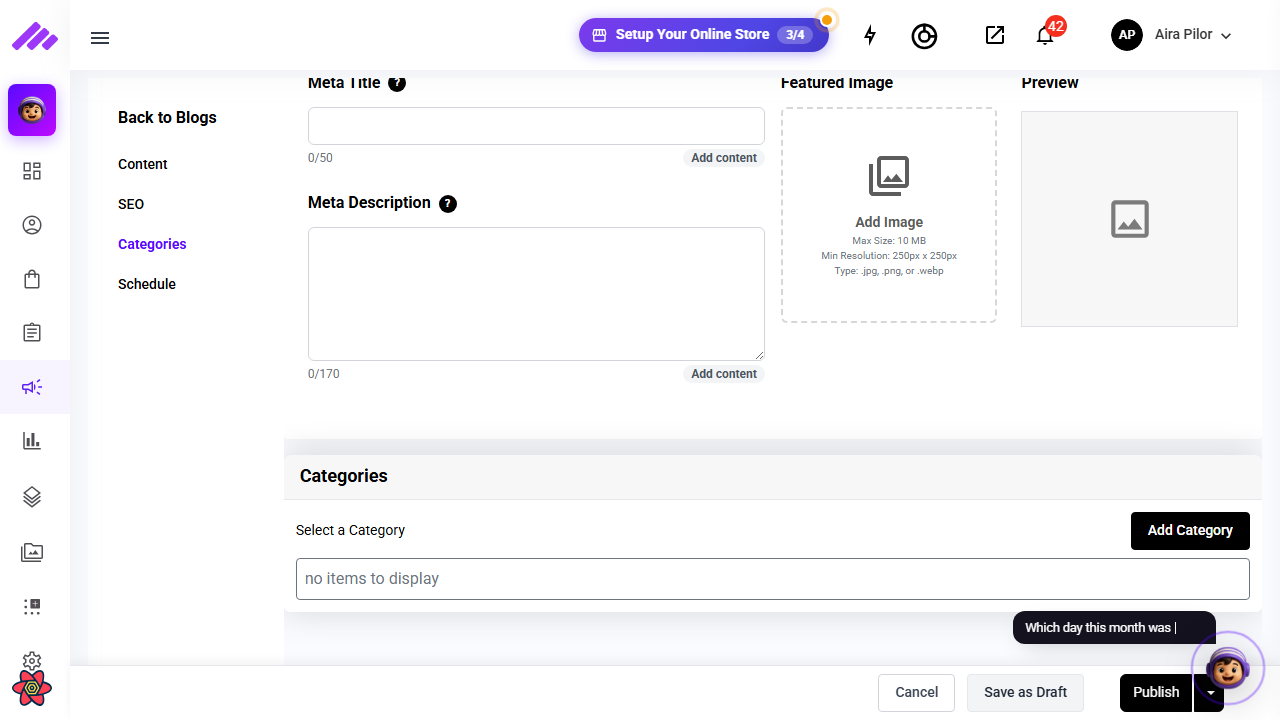 Setup Your Online Store 3/4
42
AP
Aira Pilor
Back to Blogs
Content
SEO
Categories
Schedule
Meta Title ?
0/50
Add content
Meta Description ?
0/170
Add content
Featured Image
Add Image
Max Size: 10 MB
Min Resolution: 250px x 250px
Type: .jpg, .png, or .webp
Preview
Categories
Select a Category
Add Category
no items to display
Which day this month was |
Cancel
Save as Draft
Publish